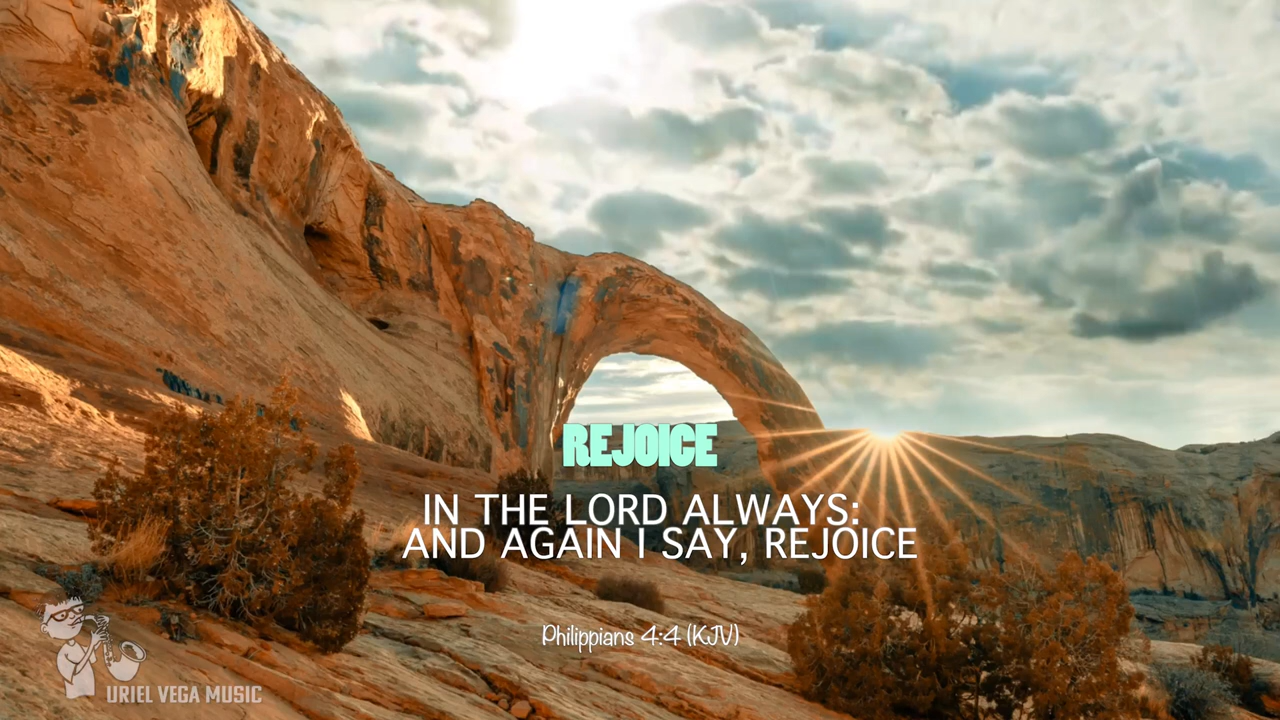 REJOICE
IN THE LORD ALWAYS:
AND AGAIN I SAY, REJOICE
Philippians 4:4 (KJV)
URIEL VEGA MUSIC